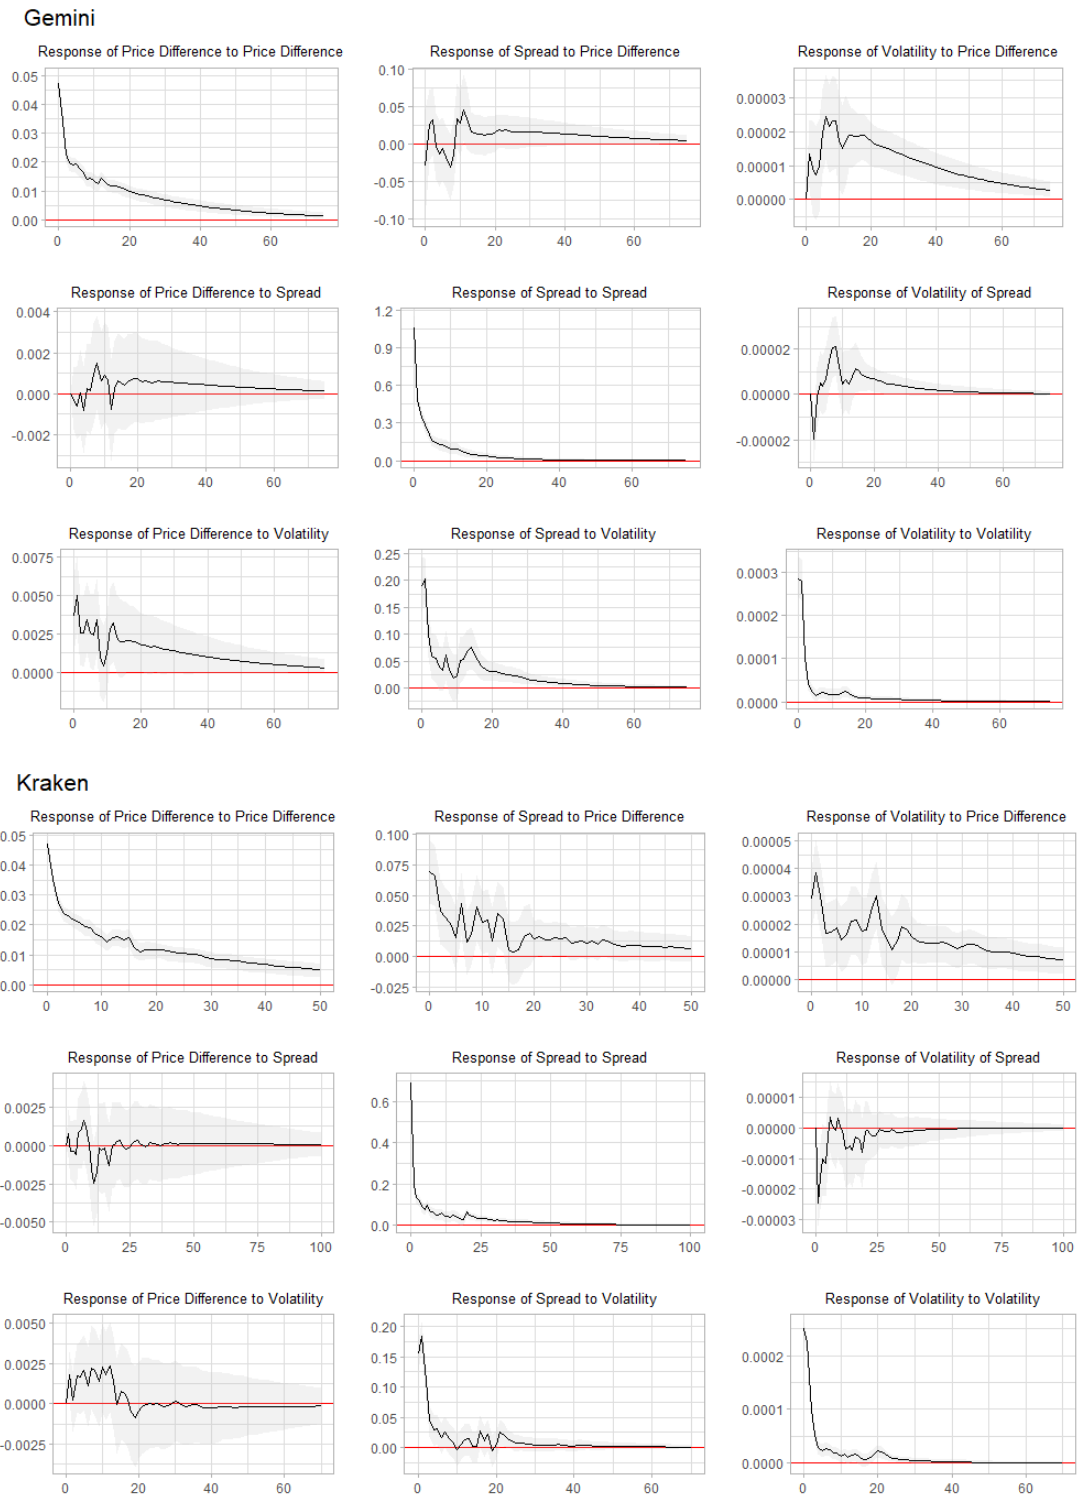 Gemini
Response of Price Difference to Price Difference
0.05
0.04
0.03
0.02
0.01
0.00
0 20 40 60
Response of Spread to Price Difference
0.10
0.05
0.00
-0.05
-0.10
0 20 40 60
Response of Volatility to Price Difference
0.00003
0.00002
0.00001
0.00000
0 20 40 60
Response of Price Difference to Spread
0.004
0.002
0.000
-0.002
0 20 40 60
Response of Spread to Spread
1.2
0.9
0.6
0.3
0.0
0 20 40 60
Response of Volatility of Spread
0.00002
0.00000
-0.00002
0 20 40 60
Response of Price Difference to Volatility
0.0075
0.0050
0.0025
0.0000
0 20 40 60
Response of Spread to Volatility
0.25
0.20
0.15
0.10
0.05
0.00
0 20 40 60
Response of Volatility to Volatility
0.0003
0.0002
0.0001
0.0000
0 20 40 60
Kraken
Response of Price Difference to Price Difference
0.05
0.04
0.03
0.02
0.01
0.00
0 10 20 30 40 50
Response of Spread to Price Difference
0.100
0.075
0.050
0.025
0.000
-0.025
0 10 20 30 40 50
Response of Volatility to Price Difference
0.00005
0.00004
0.00003
0.00002
0.00001
0.00000
0 10 20 30 40 50
Response of Price Difference to Spread
0.0025
0.0000
-0.0025
-0.0050
0 25 50 75 100
Response of Spread to Spread
0.6
0.4
0.2
0.0
0 25 50 75 100
Response of Volatility of Spread
0.00001
0.00000
-0.00001
-0.00002
-0.00003
0 25 50 75 100
Response of Price Difference to Volatility
0.0050
0.0025
0.0000
-0.0025
0 20 40 60
Response of Spread to Volatility
0.20
0.15
0.10
0.05
0.00
0 20 40 60
Response of Volatility to Volatility
0.0002
0.0001
0.0000
0 20 40 60